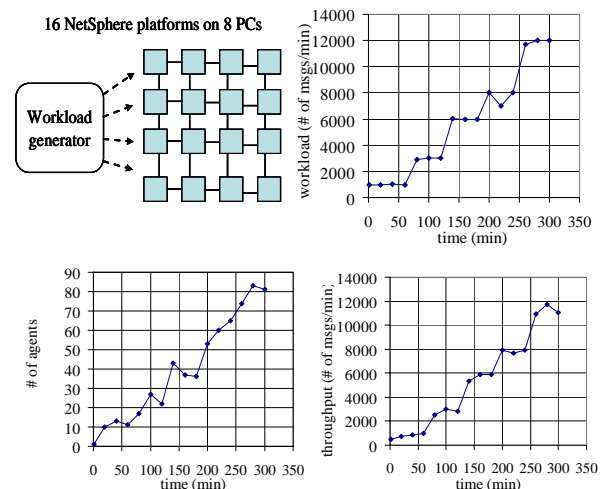 16 NetSphere platforms on 8 PCs
Workload
generator
workload (# of msgs/min)
14000
12000
10000
8000
6000
4000
2000
0
0 50 100 150 200 250 300 350
time (min)
# of agents
90
80
70
60
50
40
30
20
10
0
0 50 100 150 200 250 300 350
time (min)
throughput (# of msgs/min)
14000
12000
10000
8000
6000
4000
2000
0
0 50 100 150 200 250 300 350
time (min)